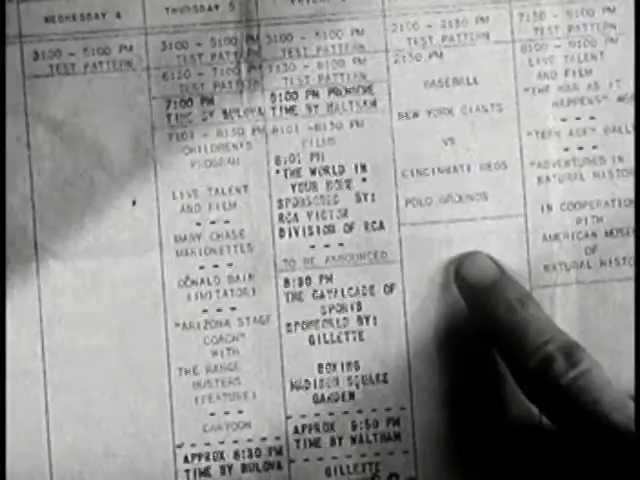 WEDNESDAY 4
3:00 - 5:00 PM
TEST PATTERN
THURSDAY 5
3:00 - 5:00 PM
TEST PATTERN
6:30 - 7:00 PM
TEST PATTERN
7:00 PM
TIME BY BULOVA
7:01 - 8:30 PM
CHILDREN'S
PROGRAM
LIVE TALENT
AND FILM
---
MARY CHASE
MARIONETTES
---
DONALD BAIN
(IMITATOR)
---
"ARIZONA STAGE
COACH"
WITH
THE RANGE
BUSTERS
(FEATURE)
---
CARTOON
APPROX 8:30 PM
TIME BY BULOVA
3:00 - 5:00 PM
TEST PATTERN
7:30 - 8:00 PM
TEST PATTERN
8:00 PM PREMIERE
TIME BY WALTHAM
8:01 - 8:30 PM
FILMS
8:01 PM
"THE WORLD IN
YOUR HOME"
SPONSORED BY:
RCA VICTOR
DIVISION OF RCA
---
TO BE ANNOUNCED
8:30 PM
THE CAVALCADE OF
SPORTS
SPONSORED BY:
GILLETTE
BOXING
MADISON SQUARE
GARDEN
APPROX 9:50 PM
TIME BY WALTHAM
GILLETTE
2:00 - 2:30 PM
TEST PATTERN
2:30 PM
BASEBALL
NEW YORK GIANTS
VS
CINCINNATI REDS
POLO GROUNDS
7:30 - 8:00 PM
TEST PATTERN
8:00 - 9:00 PM
LIVE TALENT
AND FILM
"THE WAR AS IT
HAPPENED"
---
"TEEN AGE"
---
"ADVENTURES IN
NATURAL
IN COOPERATION
WITH
AMERICAN
OF
NATURAL